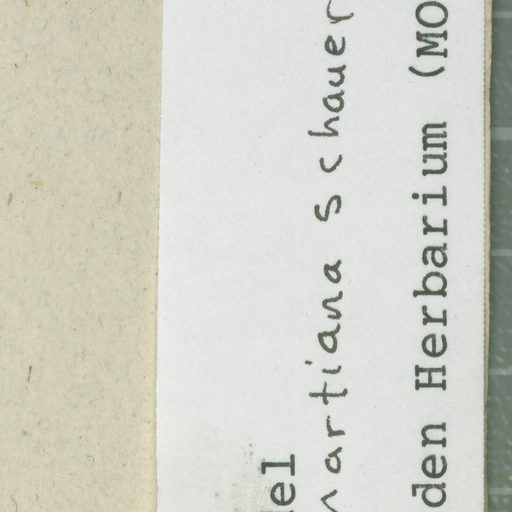 el
artiana schauer
den Herbarium (MO